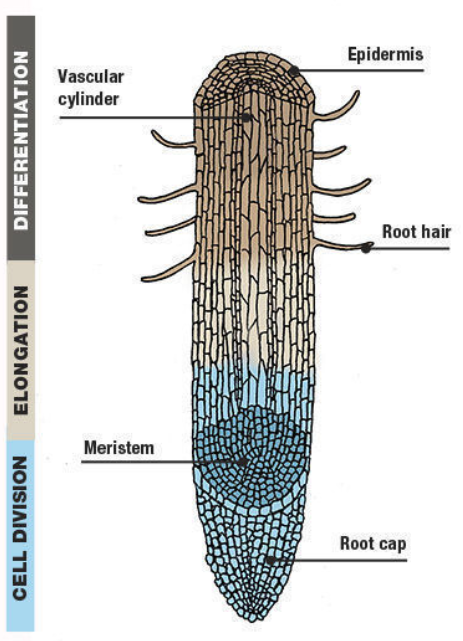 DIFFERENTIATION
ELONGATION
CELL DIVISION
Epidermis
Vascular
cylinder
Root hair
Meristem
Root cap